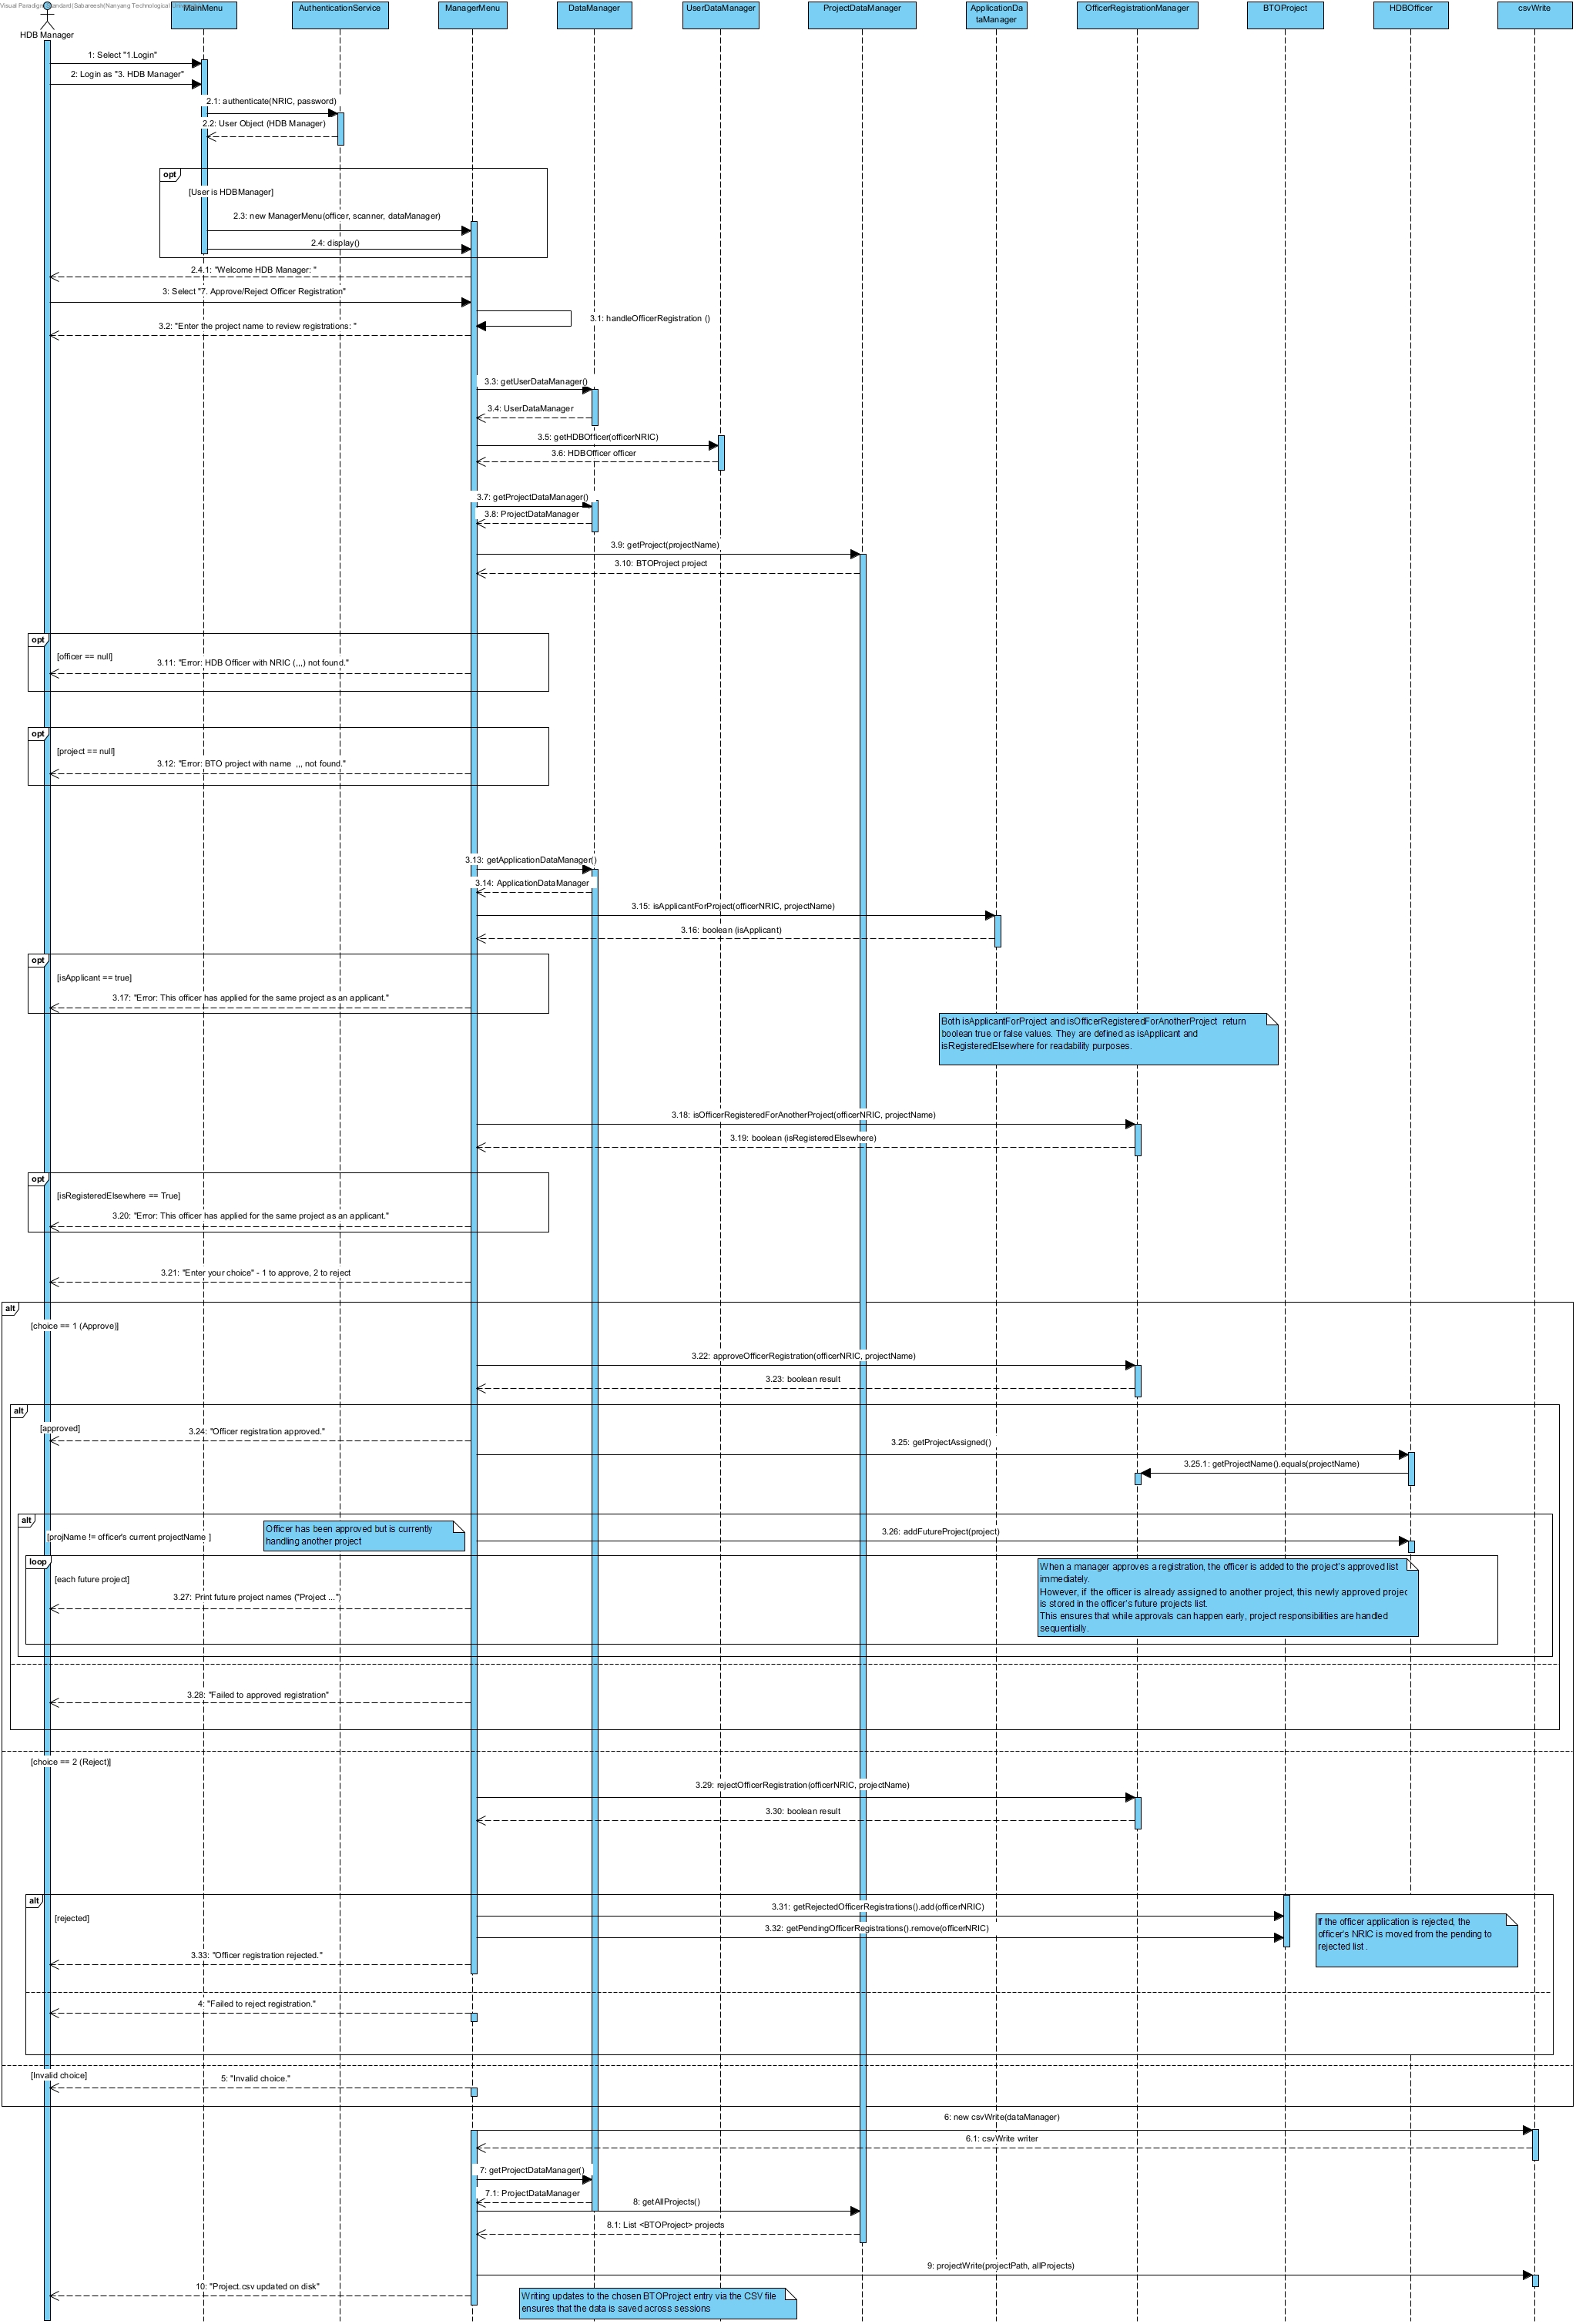 Visual Paradigm Standard(Sabareesh(Nanyang Technological
MainMenu
AuthenticationService
ManagerMenu
DataManager
UserDataManager
ProjectDataManager
ApplicationDa
taManager
OfficerRegistrationManager
BTOProject
HDBOfficer
csvWrite
HDB Manager
1: Select "1.Login"
2: Login as "3. HDB Manager"
2.1: authenticate(NRIC, password)
2.2: User Object (HDB Manager)
opt
[User is HDBManager]
2.3: new ManagerMenu(officer, scanner, dataManager)
2.4: display()
2.4.1: "Welcome HDB Manager: "
3: Select "7. Approve/Reject Officer Registration"
3.1: handleOfficerRegistration ()
3.2: "Enter the project name to review registrations: "
3.3: getUserDataManager()
3.4: UserDataManager
3.5: getHDBOfficer(officerNRIC)
3.6: HDBOfficer officer
3.7: getProjectDataManager()
3.8: ProjectDataManager
3.9: getProject(projectName)
3.10: BTOProject project
opt
[officer == null]
3.11: "Error: HDB Officer with NRIC (,,,) not found."
opt
[project == null]
3.12: "Error: BTO project with name  ,,, not found."
3.13: getApplicationDataManager()
3.14: ApplicationDataManager
3.15: isApplicantForProject(officerNRIC, projectName)
3.16: boolean (isApplicant)
opt
[isApplicant == true]
3.17: "Error: This officer has applied for the same project as an applicant."
Both isApplicantForProject and isOfficerRegisteredForAnotherProject  return
boolean true or false values. They are defined as isApplicant and
isRegisteredElsewhere for readability purposes.
3.18: isOfficerRegisteredForAnotherProject(officerNRIC, projectName)
3.19: boolean (isRegisteredElsewhere)
opt
[isRegisteredElsewhere == True]
3.20: "Error: This officer has applied for the same project as an applicant."
3.21: "Enter your choice" - 1 to approve, 2 to reject
alt
[choice == 1 (Approve)]
3.22: approveOfficerRegistration(officerNRIC, projectName)
3.23: boolean result
alt
[approved]
3.24: "Officer registration approved."
3.25: getProjectAssigned()
3.25.1: getProjectName().equals(projectName)
alt
[projName != officer's current projectName ]
Officer has been approved but is currently
handling another project
3.26: addFutureProject(project)
loop
[each future project]
3.27: Print future project names ("Project ...")
When a manager approves a registration, the officer is added to the project's approved list
immediately.
However, if the officer is already assigned to another project, this newly approved projec
is stored in the officer's future projects list.
This ensures that while approvals can happen early, project responsibilities are handled
sequentially.
3.28: "Failed to approved registration"
[choice == 2 (Reject)]
3.29: rejectOfficerRegistration(officerNRIC, projectName)
3.30: boolean result
alt
[rejected]
3.31: getRejectedOfficerRegistrations().add(officerNRIC)
3.32: getPendingOfficerRegistrations().remove(officerNRIC)
If the officer application is rejected, the
officer's NRIC is moved from the pending to
rejected list .
3.33: "Officer registration rejected."
4: "Failed to reject registration."
[Invalid choice]
5: "Invalid choice."
6: new csvWrite(dataManager)
6.1: csvWrite writer
7: getProjectDataManager()
7.1: ProjectDataManager
8: getAllProjects()
8.1: List <BTOProject> projects
9: projectWrite(projectPath, allProjects)
10: "Project.csv updated on disk"
Writing updates to the chosen BTOProject entry via the CSV file
ensures that the data is saved across sessions